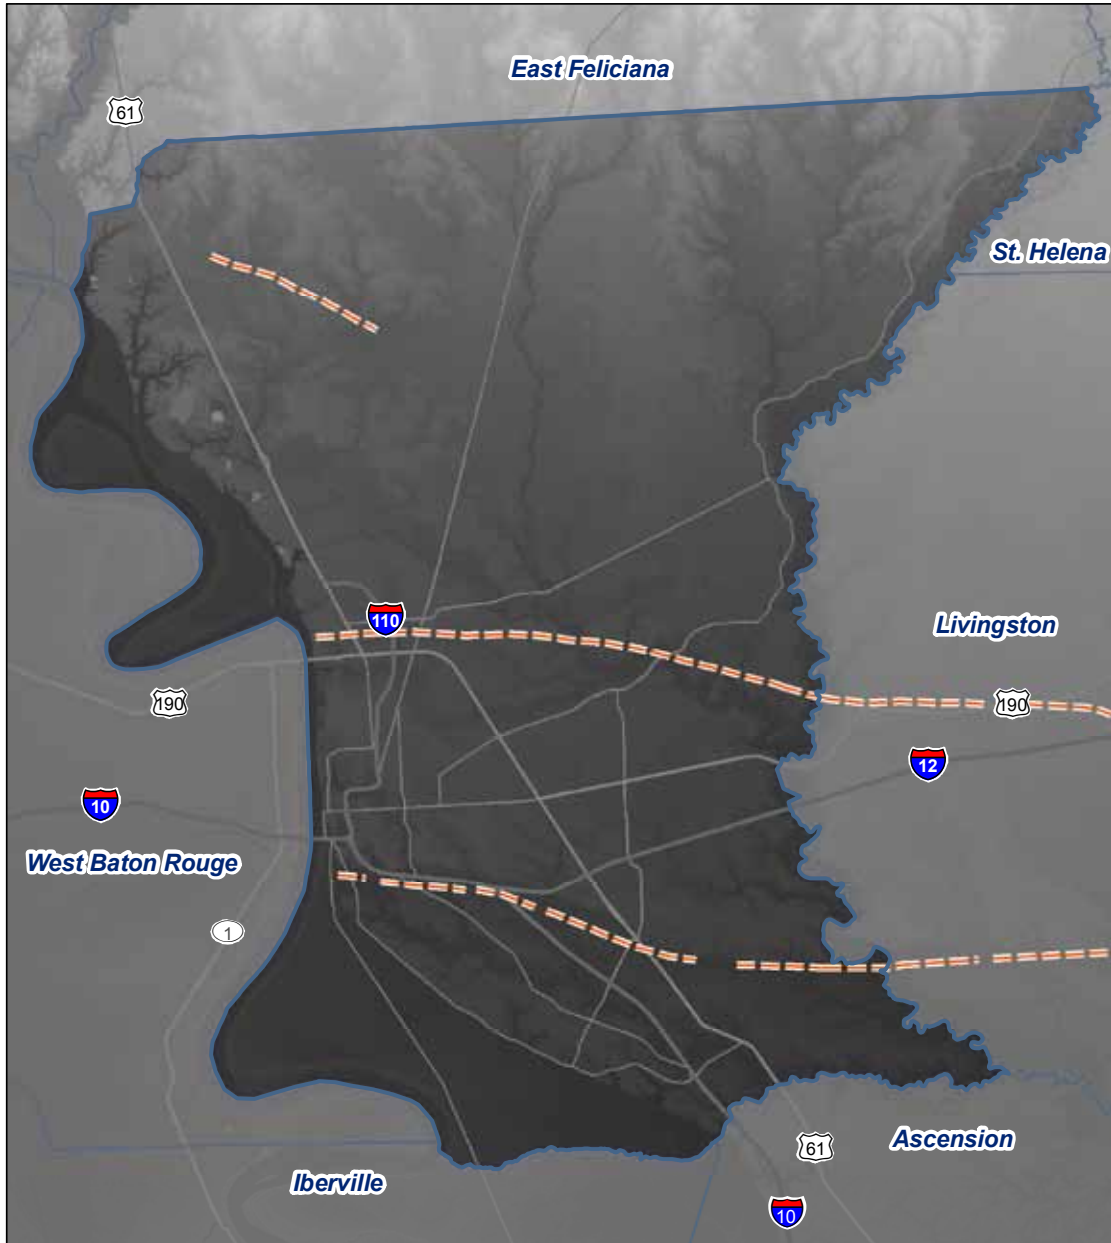 East Feliciana
61
St. Helena
110
Livingston
190
190
12
10
West Baton Rouge
1
Ascension
61
Iberville
10